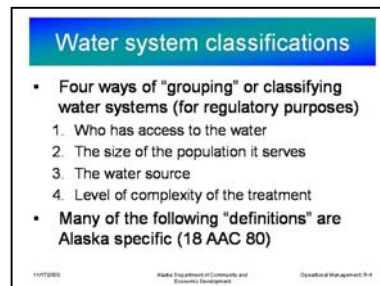 Water system classifications
▪ Four ways of "grouping" or classifying
water systems (for regulatory purposes)
1. Who has access to the water
2. The size of the population it serves
3. The water source
4. Level of complexity of the treatment
▪ Many of the following "definitions" are
Alaska specific (18 AAC 80)
Alaska Department of Community and
Economic Development
Operational Management